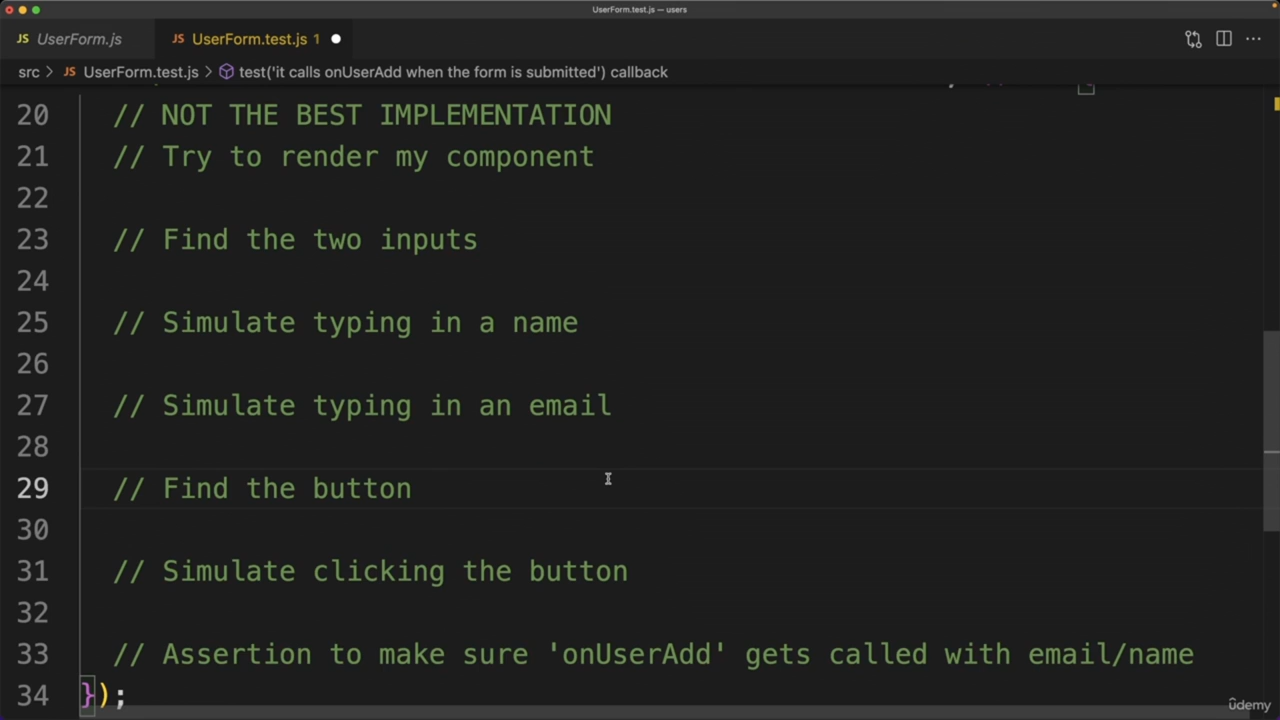 UserForm.test.js — users
JS UserForm.js JS UserForm.test.js 1
src > JS UserForm.test.js > test('it calls onUserAdd when the form is submitted') callback
20 // NOT THE BEST IMPLEMENTATION
21 // Try to render my component
22
23 // Find the two inputs
24
25 // Simulate typing in a name
26
27 // Simulate typing in an email
28
29 // Find the button
30
31 // Simulate clicking the button
32
33 // Assertion to make sure 'onUserAdd' gets called with email/name
34 });
ûdemy